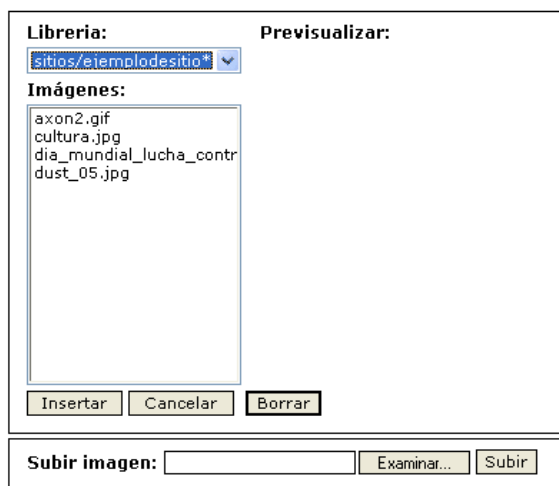 Libreria:
Previsualizar:
sitios/ejemplodesitio*
Imágenes:
axon2.gif
cultura.jpg
dia_mundial_lucha_contr
dust_05.jpg
Insertar
Cancelar
Borrar
Subir imagen:
Examinar...
Subir